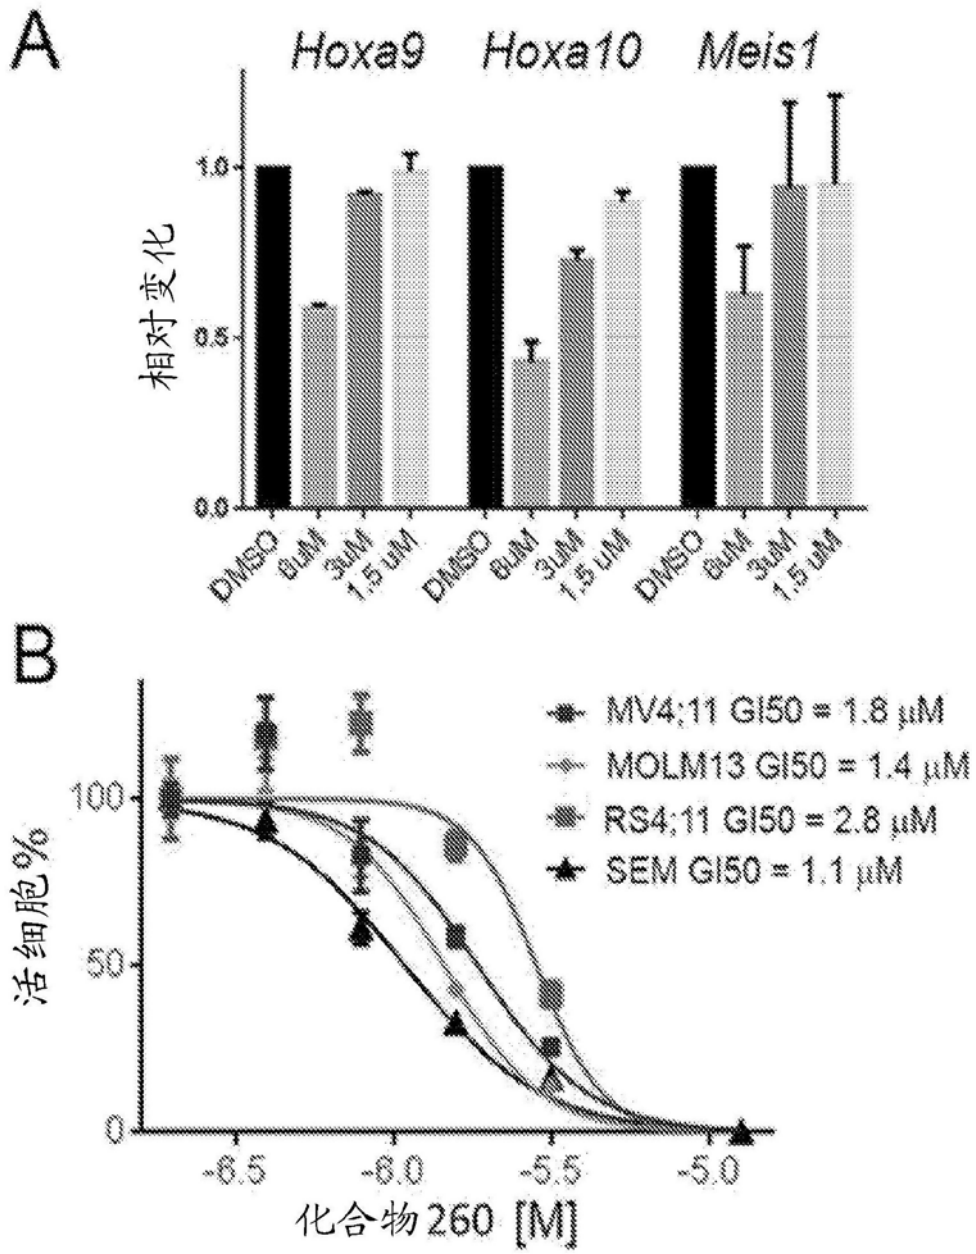 A
Hoxa9 Hoxa10 Meis1
相对变化
1.0
0.5
0.0
DMSO 6uM 3uM 1.5 uM DMSO 6uM 3uM 1.5 uM DMSO 6uM 3uM 1.5 uM
B
MV4;11 GI50 = 1.8 μM
MOLM13 GI50 = 1.4 μM
RS4;11 GI50 = 2.8 μM
SEM GI50 = 1.1 μM
活细胞%
100
50
0
-6.5 -6.0 -5.5 -5.0
化合物260 [M]